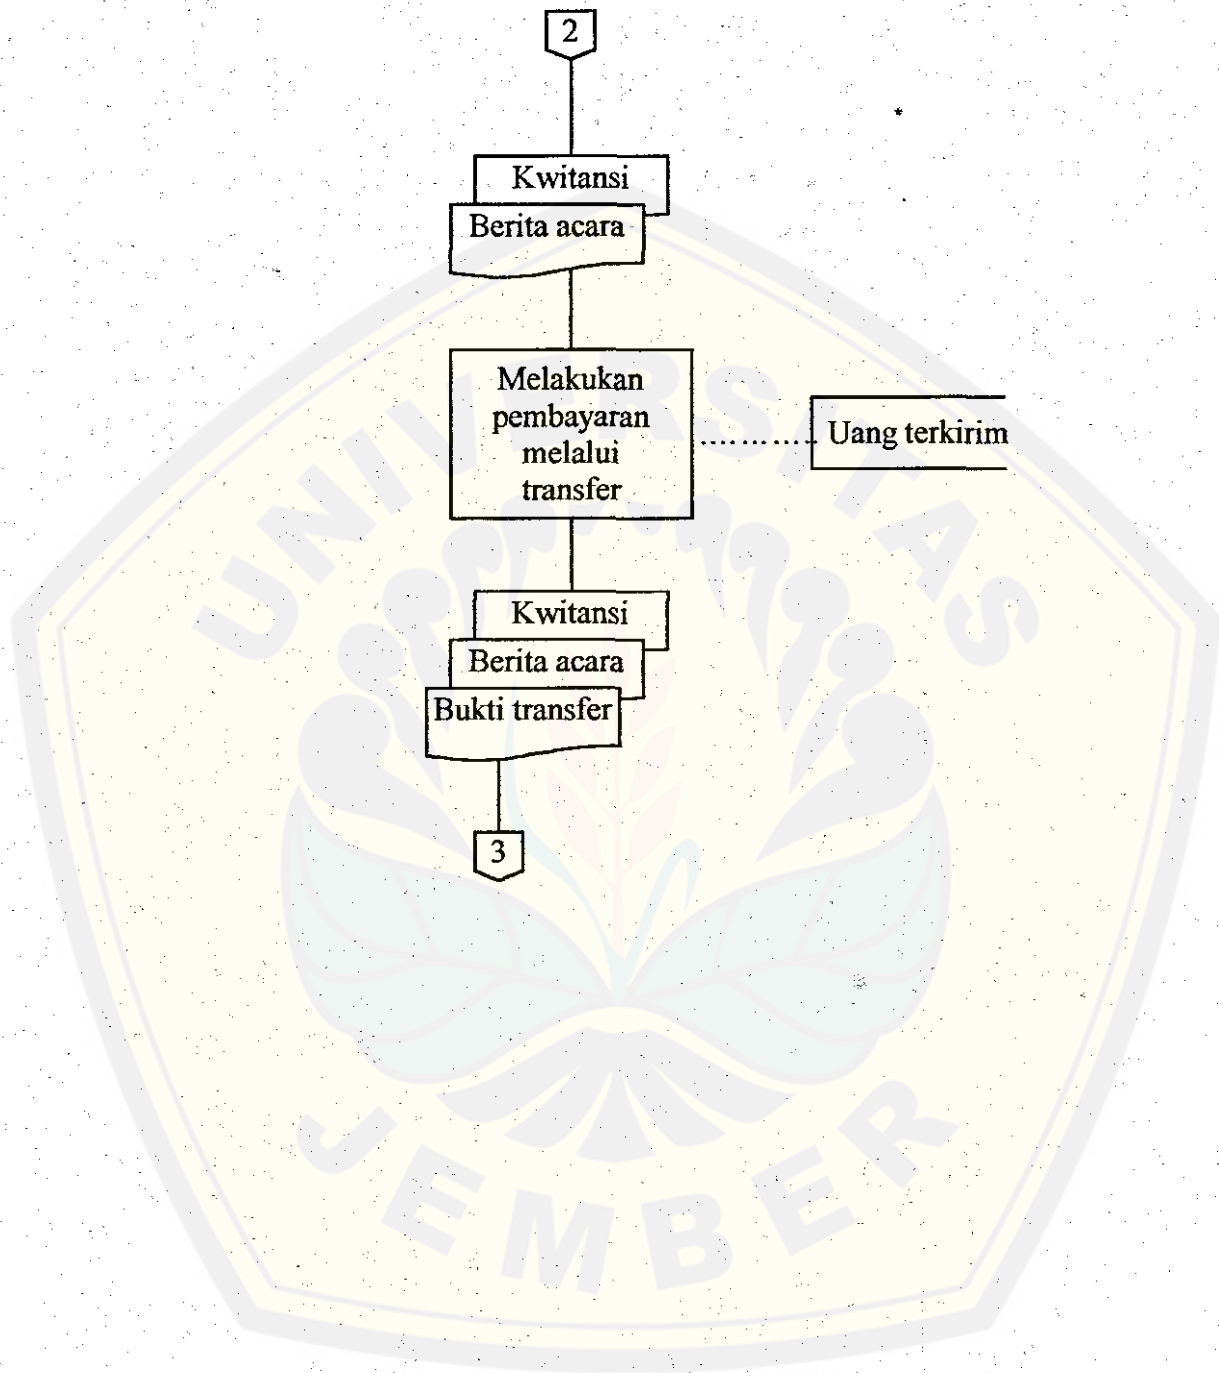 2
Kwitansi
Berita acara
Melakukan
pembayaran
melalui
transfer
............ Uang terkirim
Kwitansi
Berita acara
Bukti transfer
3
UNIVERSITAS
JEMBER